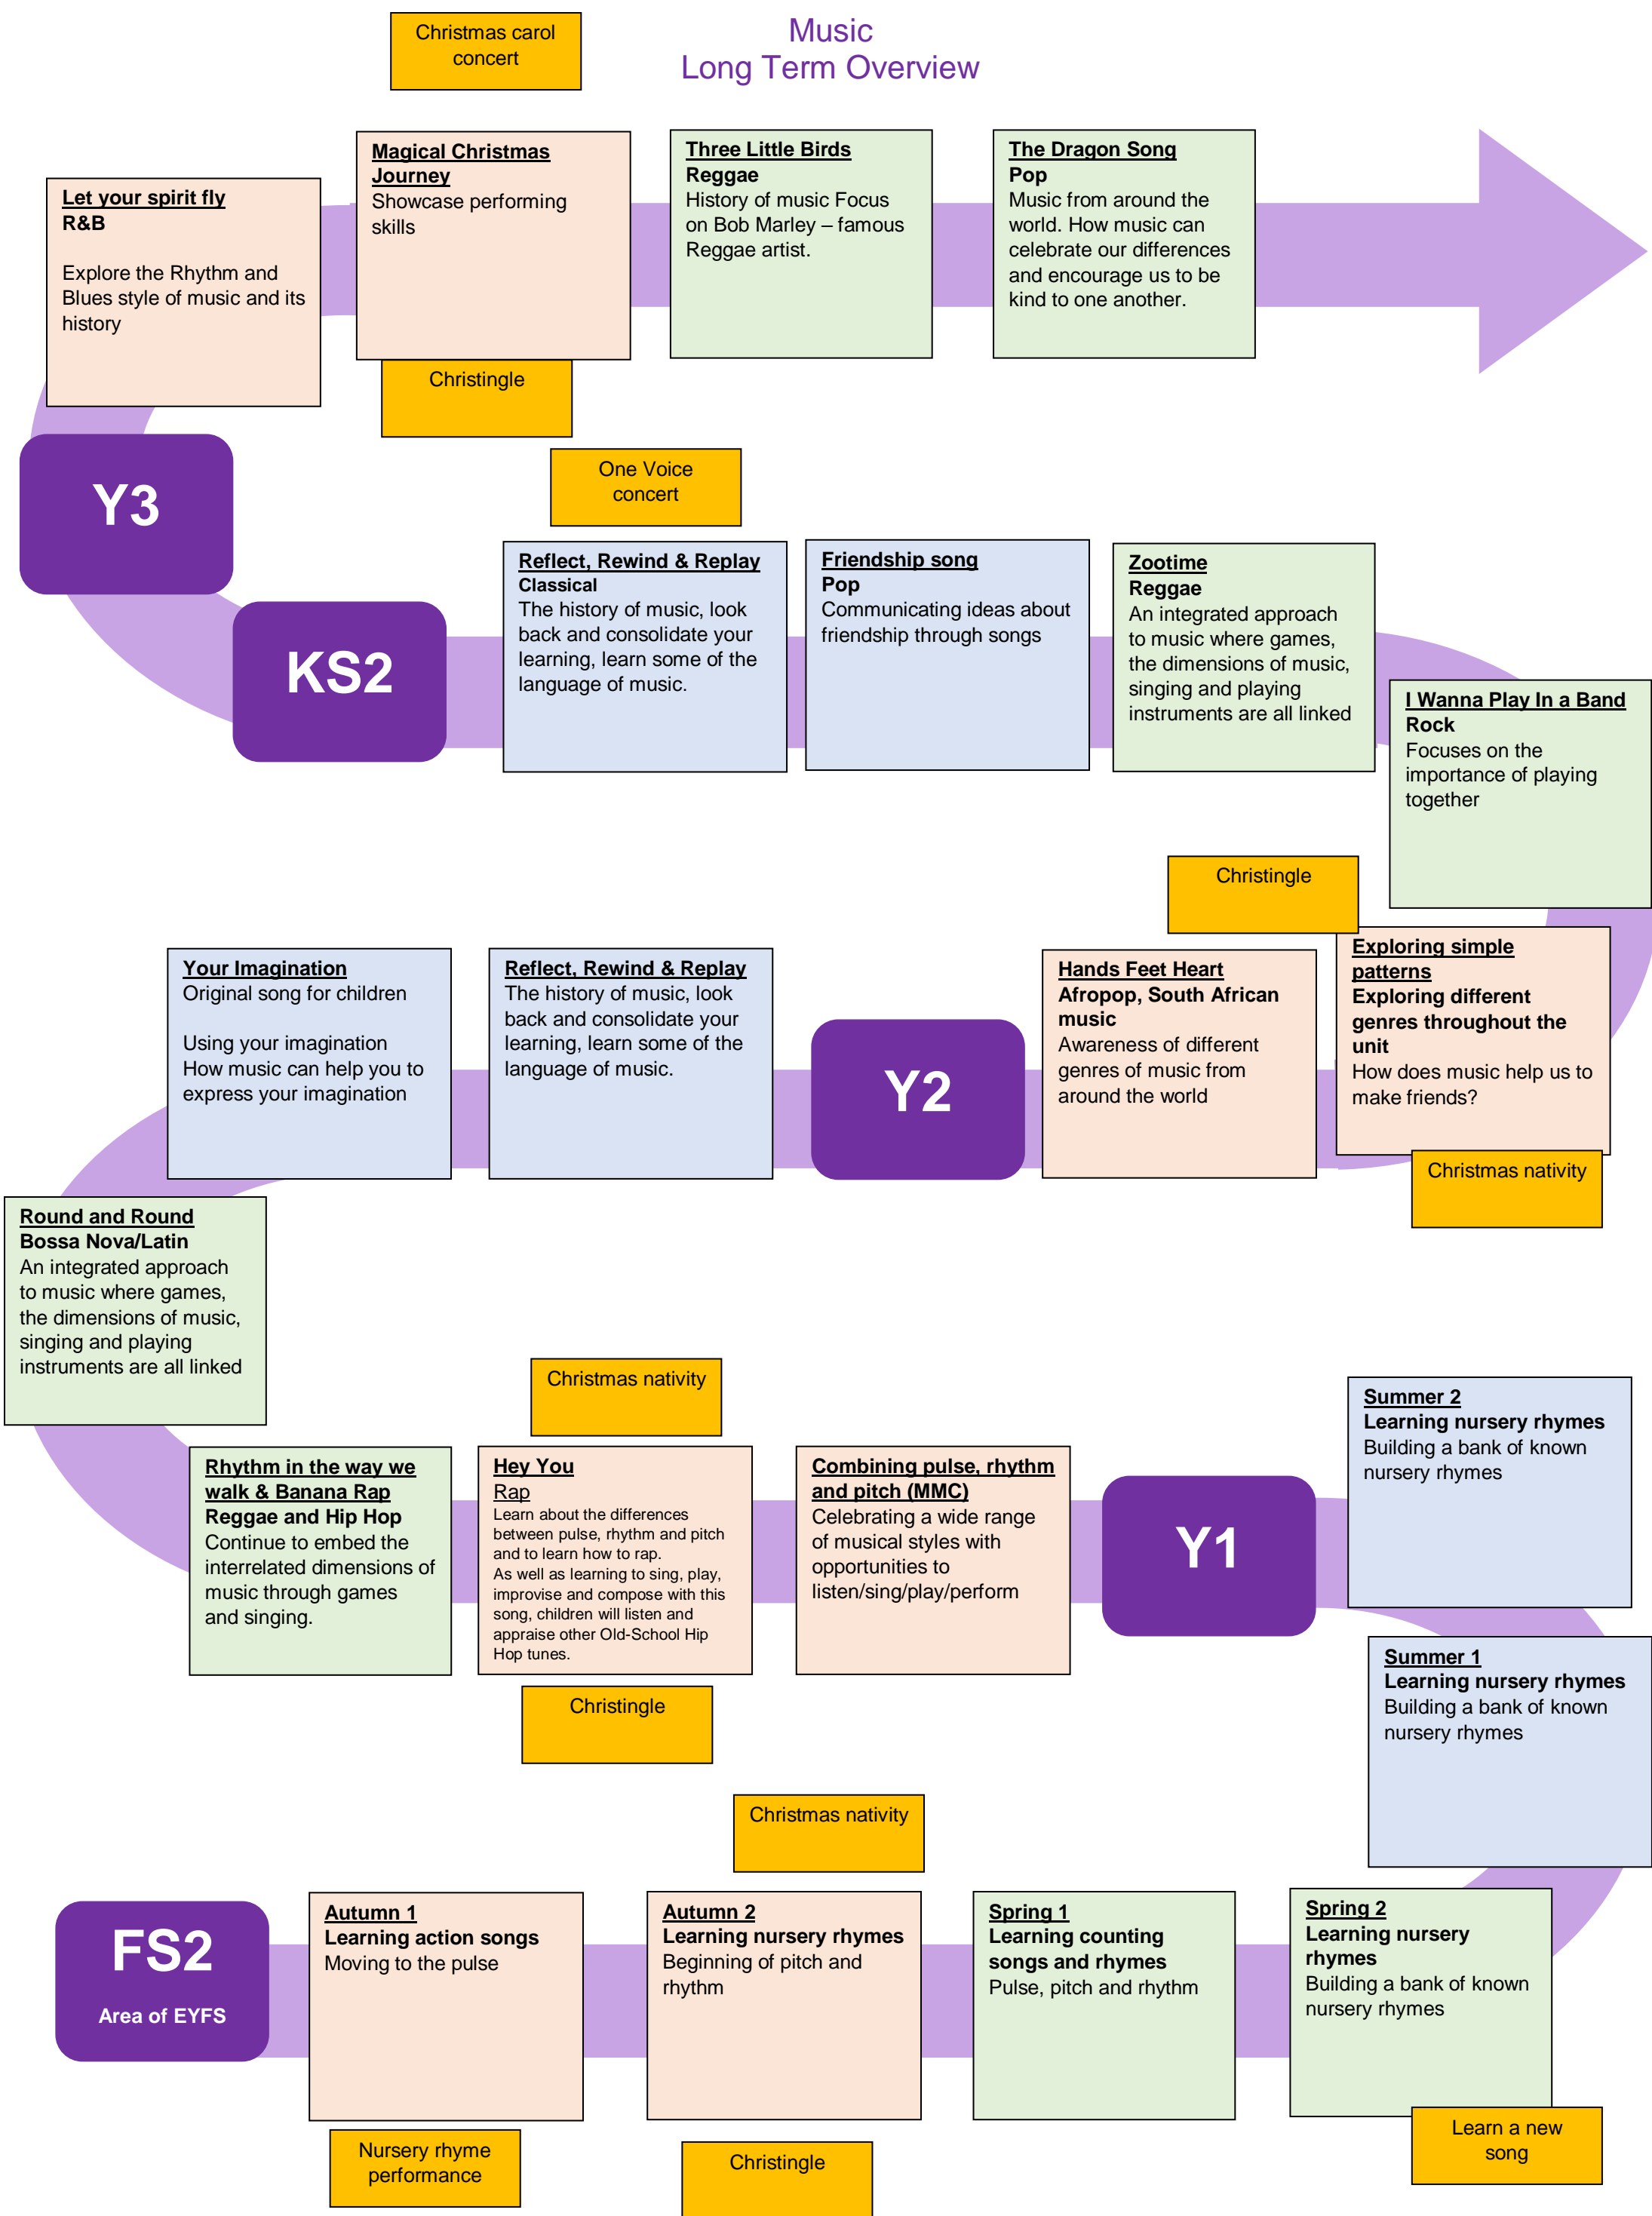 Music
Long Term Overview
Christmas carol
concert
Let your spirit fly
R&B
Explore the Rhythm and
Blues style of music and its
history
Magical Christmas
Journey
Showcase performing
skills
Three Little Birds
Reggae
History of music Focus
on Bob Marley – famous
Reggae artist.
The Dragon Song
Pop
Music from around the
world. How music can
celebrate our differences
and encourage us to be
kind to one another.
Christingle
Y3
One Voice
concert
KS2
Reflect, Rewind & Replay
Classical
The history of music, look
back and consolidate your
learning, learn some of the
language of music.
Friendship song
Pop
Communicating ideas about
friendship through songs
Zootime
Reggae
An integrated approach
to music where games,
the dimensions of music,
singing and playing
instruments are all linked
I Wanna Play In a Band
Rock
Focuses on the
importance of playing
together
Christingle
Your Imagination
Original song for children
Using your imagination
How music can help you to
express your imagination
Reflect, Rewind & Replay
The history of music, look
back and consolidate your
learning, learn some of the
language of music.
Y2
Hands Feet Heart
Afropop, South African
music
Awareness of different
genres of music from
around the world
Exploring simple
patterns
Exploring different
genres throughout the
unit
How does music help us to
make friends?
Christmas nativity
Round and Round
Bossa Nova/Latin
An integrated approach
to music where games,
the dimensions of music,
singing and playing
instruments are all linked
Christmas nativity
Rhythm in the way we
walk & Banana Rap
Reggae and Hip Hop
Continue to embed the
interrelated dimensions of
music through games
and singing.
Hey You
Rap
Learn about the differences
between pulse, rhythm and pitch
and to learn how to rap.
As well as learning to sing, play,
improvise and compose with this
song, children will listen and
appraise other Old-School Hip
Hop tunes.
Combining pulse, rhythm
and pitch (MMC)
Celebrating a wide range
of musical styles with
opportunities to
listen/sing/play/perform
Y1
Summer 2
Learning nursery rhymes
Building a bank of known
nursery rhymes
Summer 1
Learning nursery rhymes
Building a bank of known
nursery rhymes
Christingle
Christmas nativity
FS2
Area of EYFS
Autumn 1
Learning action songs
Moving to the pulse
Autumn 2
Learning nursery rhymes
Beginning of pitch and
rhythm
Spring 1
Learning counting
songs and rhymes
Pulse, pitch and rhythm
Spring 2
Learning nursery
rhymes
Building a bank of known
nursery rhymes
Nursery rhyme
performance
Christingle
Learn a new
song